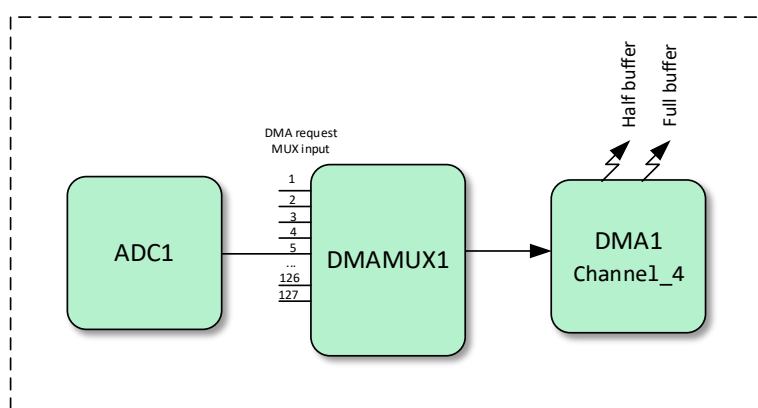 Half buffer
Full buffer
DMA request
MUX input
1
2
3
4
5
...
126
127
ADC1
DMAMUX1
DMA1
Channel_4